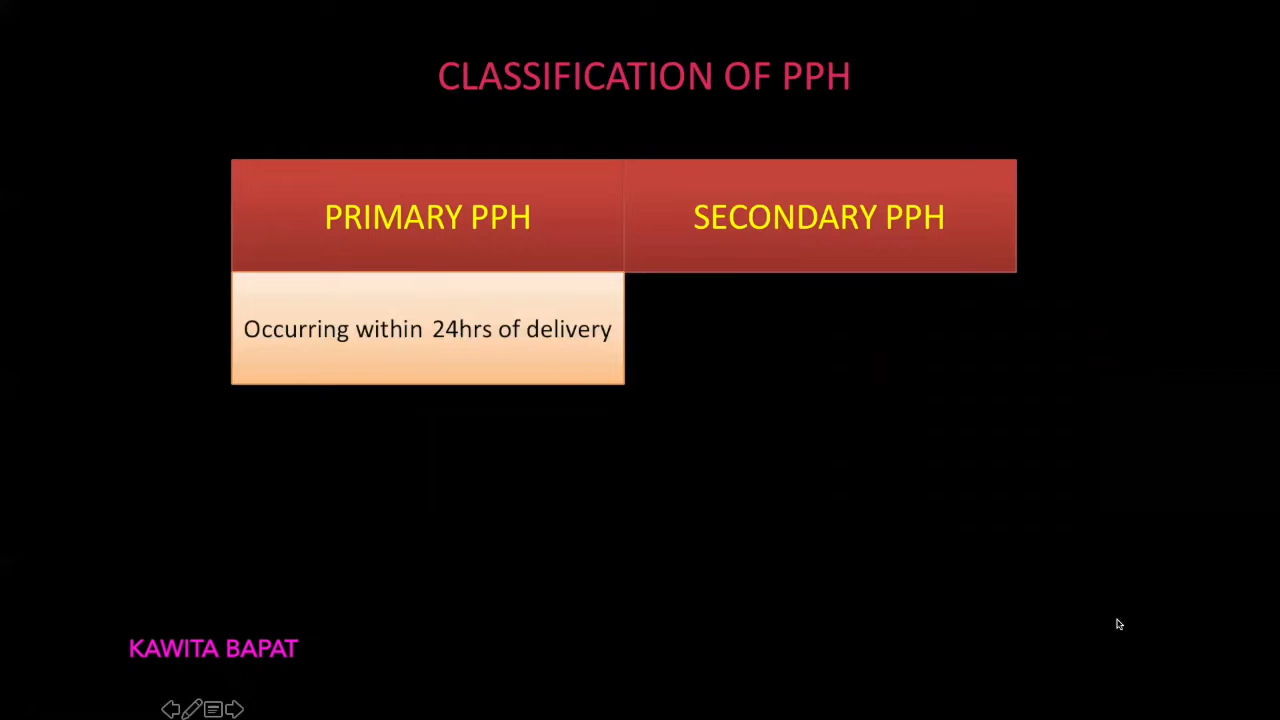 CLASSIFICATION OF PPH
PRIMARY PPH
SECONDARY PPH
Occurring within 24hrs of delivery
KAWITA BAPAT